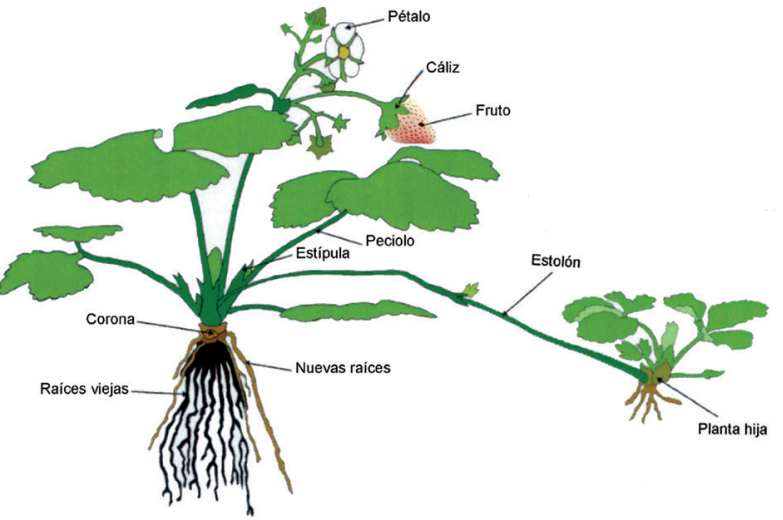 Pétalo
Cáliz
Fruto
Peciolo
Estípula
Estolón
Corona
Nuevas raíces
Raíces viejas
Planta hija